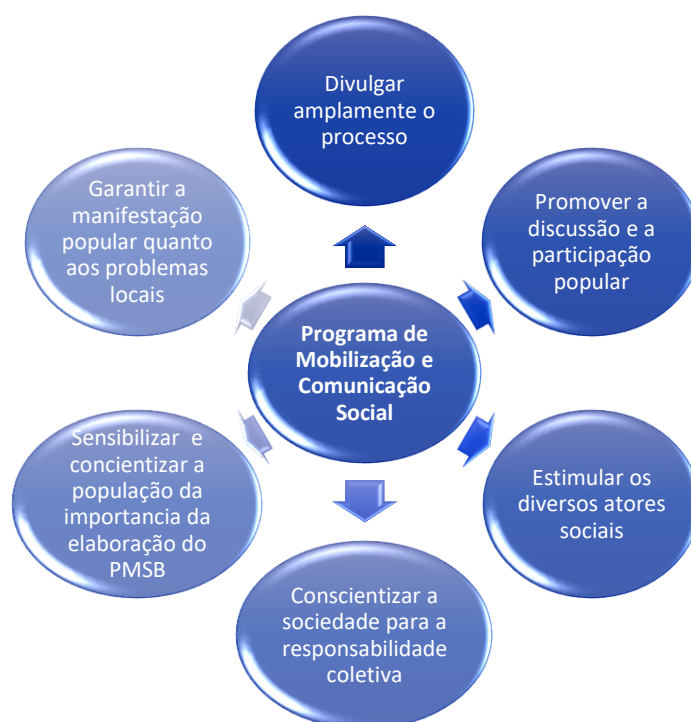 Divulgar
amplamente o
processo
Promover a
discussão e a
participação
popular
Estimular os
diversos atores
sociais
Conscientizar a
sociedade para a
responsabilidade
coletiva
Sensibilizar e
concientizar a
população da
importancia da
elaboração do
PMSB
Garantir a
manifestação
popular quanto
aos problemas
locais
Programa de
Mobilização e
Comunicação
Social